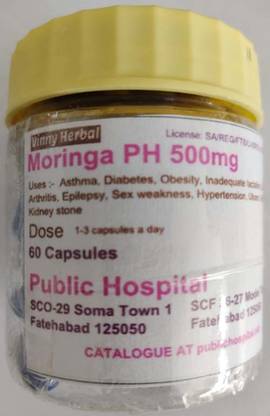 Vinny Herbal
License: SA/REG/
Moringa PH 500mg
Uses :- Asthma, Diabetes, Obesity, Inadequate
Arthritis, Epilepsy, Sex weakness, Hypertension,
Kidney stone
Dose 1-3 capsules a day
60 Capsules
Public Hospital
SCO-29 Soma Town 1
Fatehabad 125050
SCF
Fatehabad
CATALOGUE AT